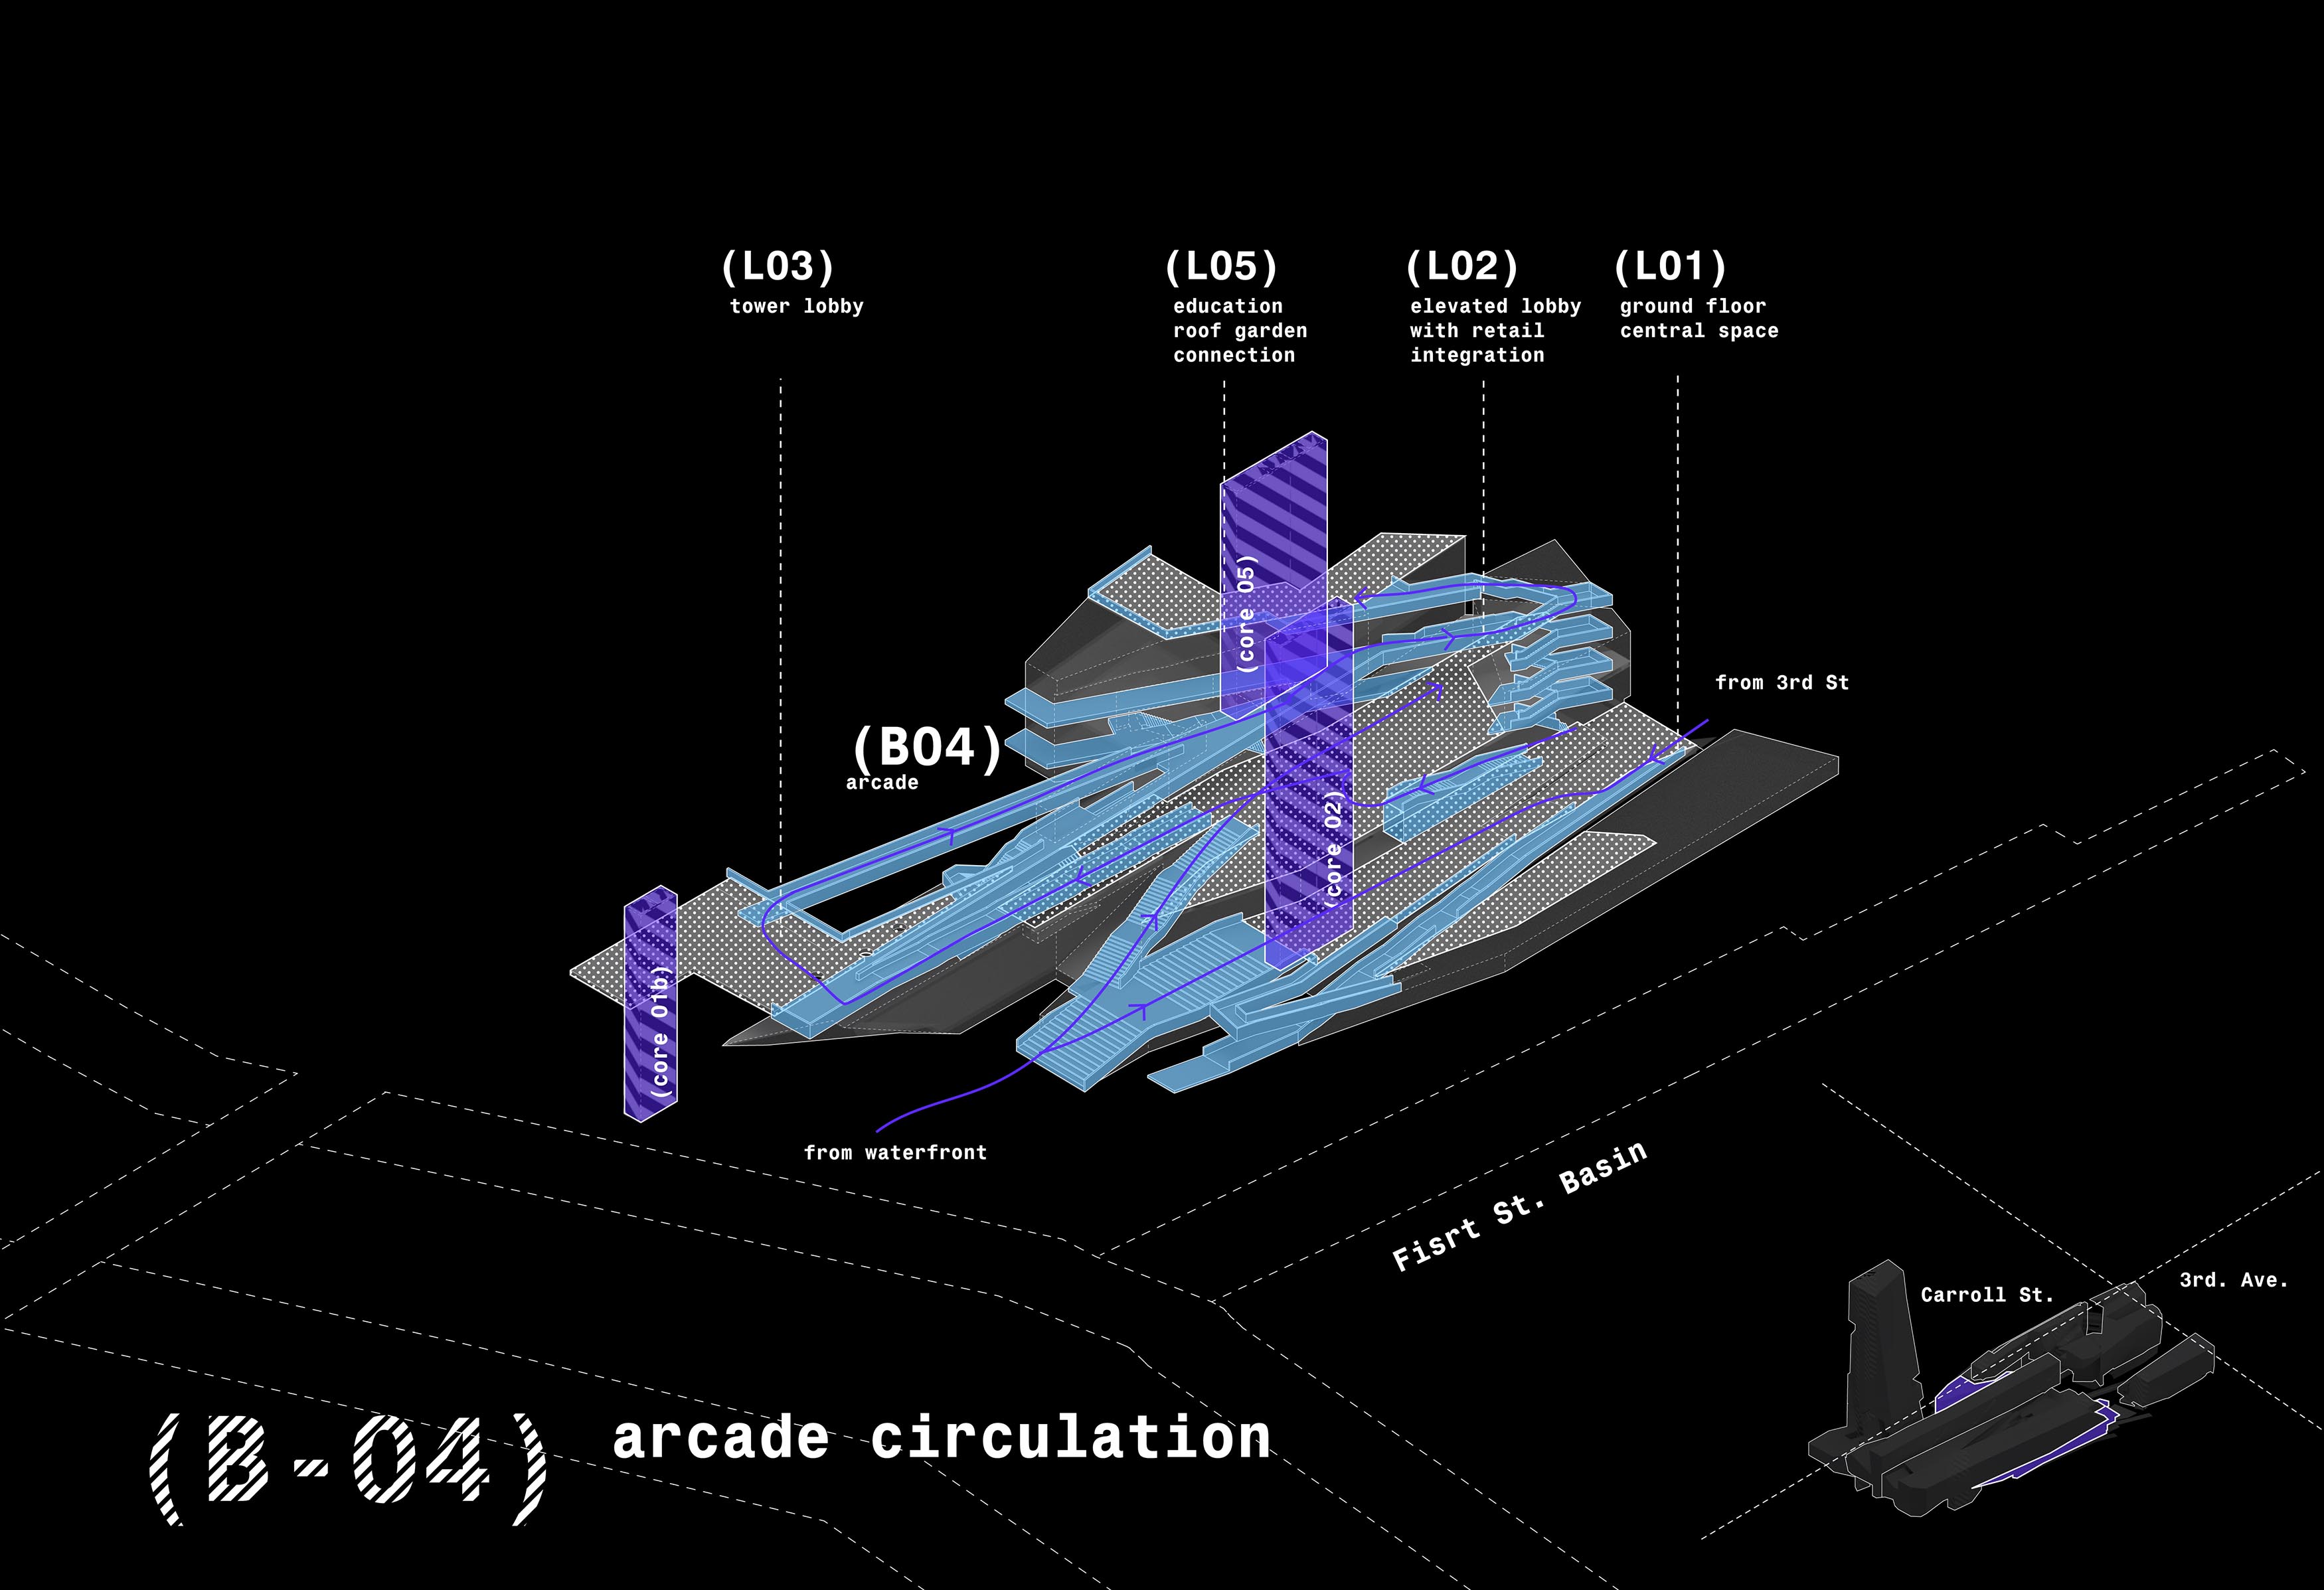 (L03)
tower lobby
(L05)
education
roof garden
connection
(L02)
elevated lobby
with retail
integration
(L01)
ground floor
central space
(core 05)
from 3rd St
(B04)
arcade
(core 02)
(core 01b)
from waterfront
Fisrt St. Basin
Carroll St.
3rd. Ave.
(B-04) arcade circulation